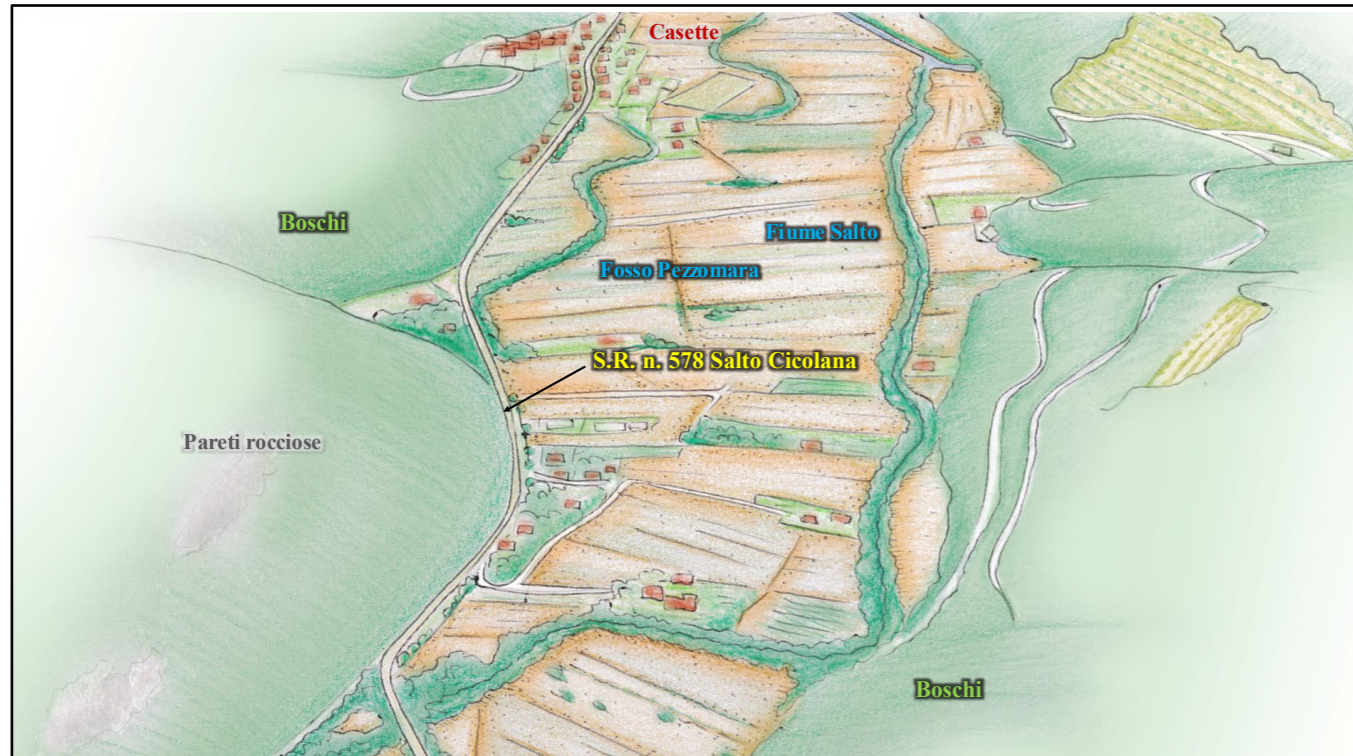 Casette
Boschi
Fiume Salto
Fosso Pezzomara
S.R. n. 578 Salto Cicolana
Pareti rocciose
Boschi